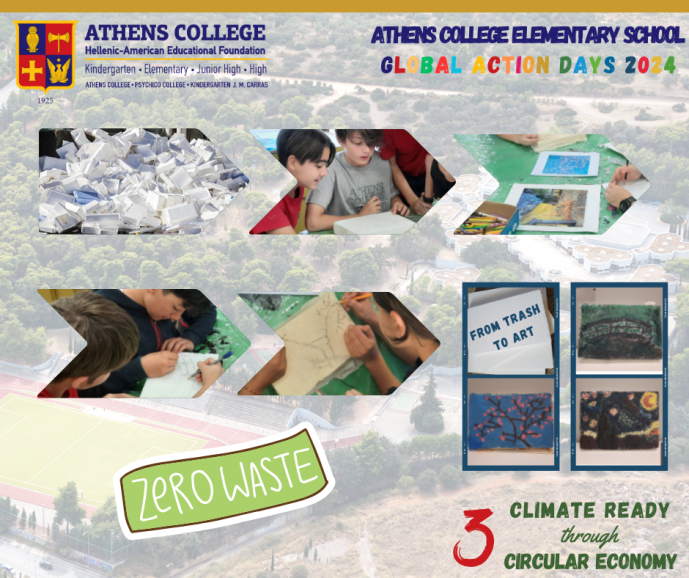 ATHENS COLLEGE
Hellenic-American Educational Foundation
Kindergarten • Elementary • Junior High • High
ATHENS COLLEGE • PSYCHICO COLLEGE • KINDERGARTEN J. M. CARRAS
1925
ATHENS COLLEGE ELEMENTARY SCHOOL
GLOBAL ACTION DAYS 2024
ATHENS
FROM TRASH
TO ART
ZERO WASTE
3
CLIMATE READY
through
CIRCULAR ECONOMY